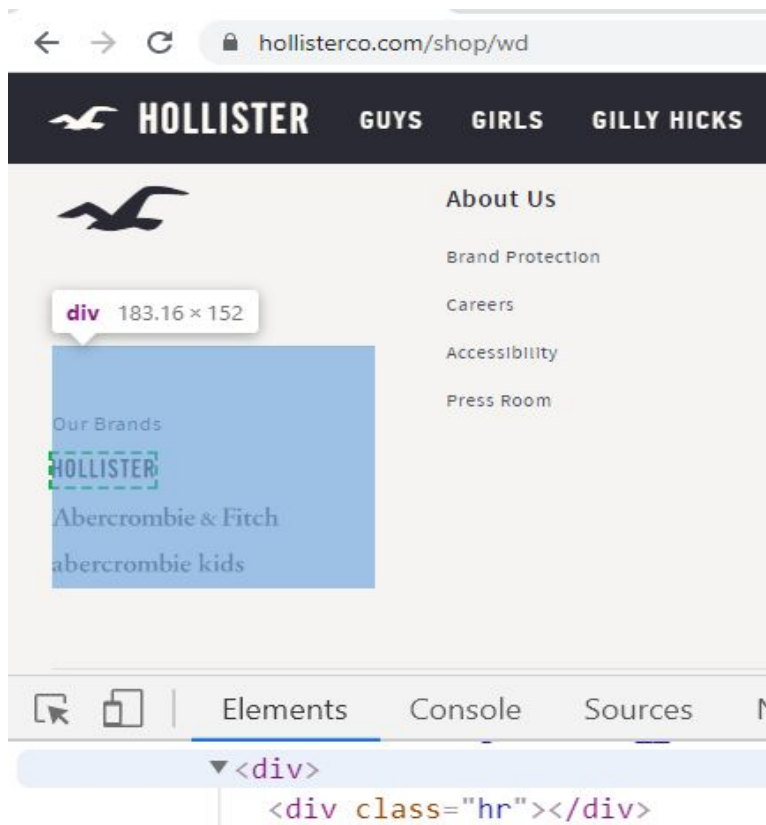 hollisterco.com/shop/wd
HOLLISTER GUYS GIRLS GILLY HICKS
About Us
Brand Protection
Careers
Accessibility
Press Room
div 183.16 × 152
Our Brands
HOLLISTER
Abercrombie & Fitch
abercrombie kids
Elements Console Sources
<div>
<div class="hr"></div>